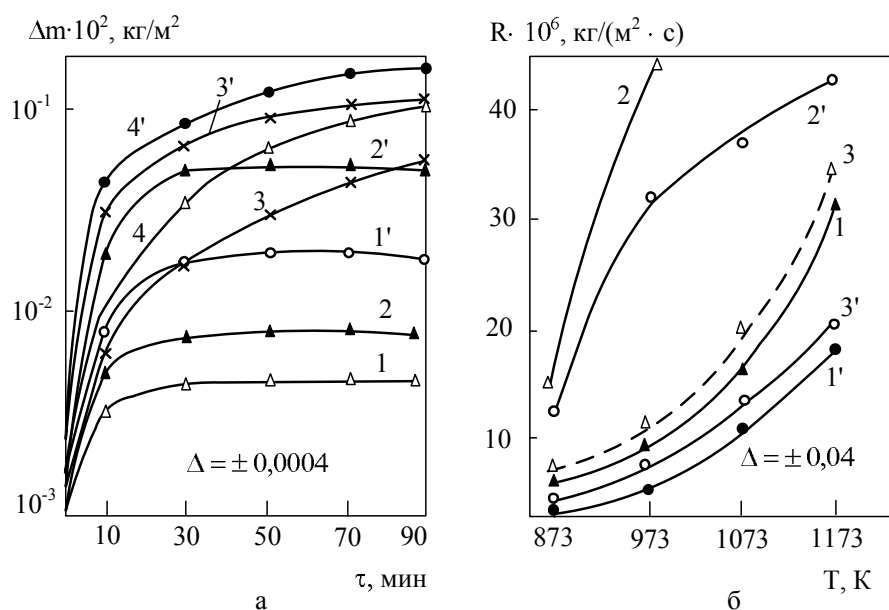 Δm·10², кг/м²
10⁻¹
10⁻²
10⁻³
4'
3'
2'
4
3
1'
2
1
Δ = ± 0,0004
10 30 50 70 90
τ, мин
а
R· 10⁶, кг/(м² · с)
40
30
20
10
2
2'
3
1
3'
1'
Δ = ± 0,04
873 973 1073 1173
Т, К
б